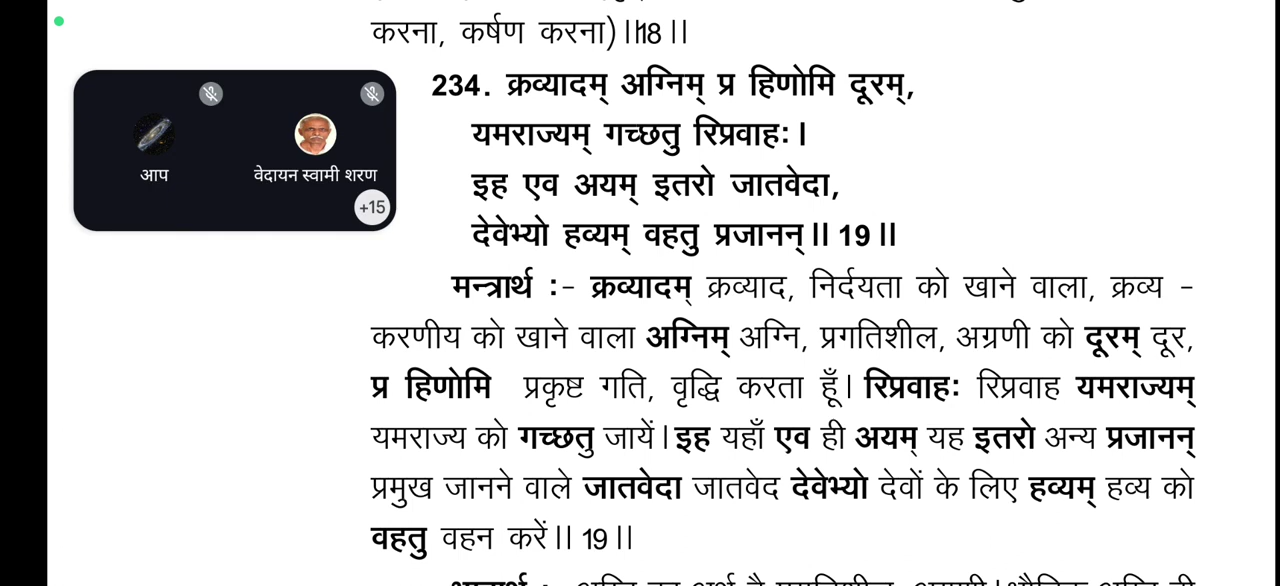 करना, कर्षण करना)।।18।।
234. क्रव्यादम् अग्निम् प्र हिणोमि दूरम्,
यमराज्यम् गच्छतु रिप्रवाहः।
इह एव अयम् इतरो जातवेदा,
देवेभ्यो हव्यम् वहतु प्रजानन्।।19।।
आप
वेदायन स्वामी शरण
+15
मन्त्रार्थ :- क्रव्यादम् क्रव्याद, निर्दयता को खाने वाला, क्रव्य -
करणीय को खाने वाला अग्निम् अग्नि, प्रगतिशील, अग्रणी को दूरम् दूर,
प्र हिणोमि प्रकृष्ट गति, वृद्धि करता हूँ। रिप्रवाहः रिप्रवाह यमराज्यम्
यमराज्य को गच्छतु जायें। इह यहाँ एव ही अयम् यह इतरो अन्य प्रजानन्
प्रमुख जानने वाले जातवेदा जातवेद देवेभ्यो देवों के लिए हव्यम् हव्य को
वहतु वहन करें।।19।।